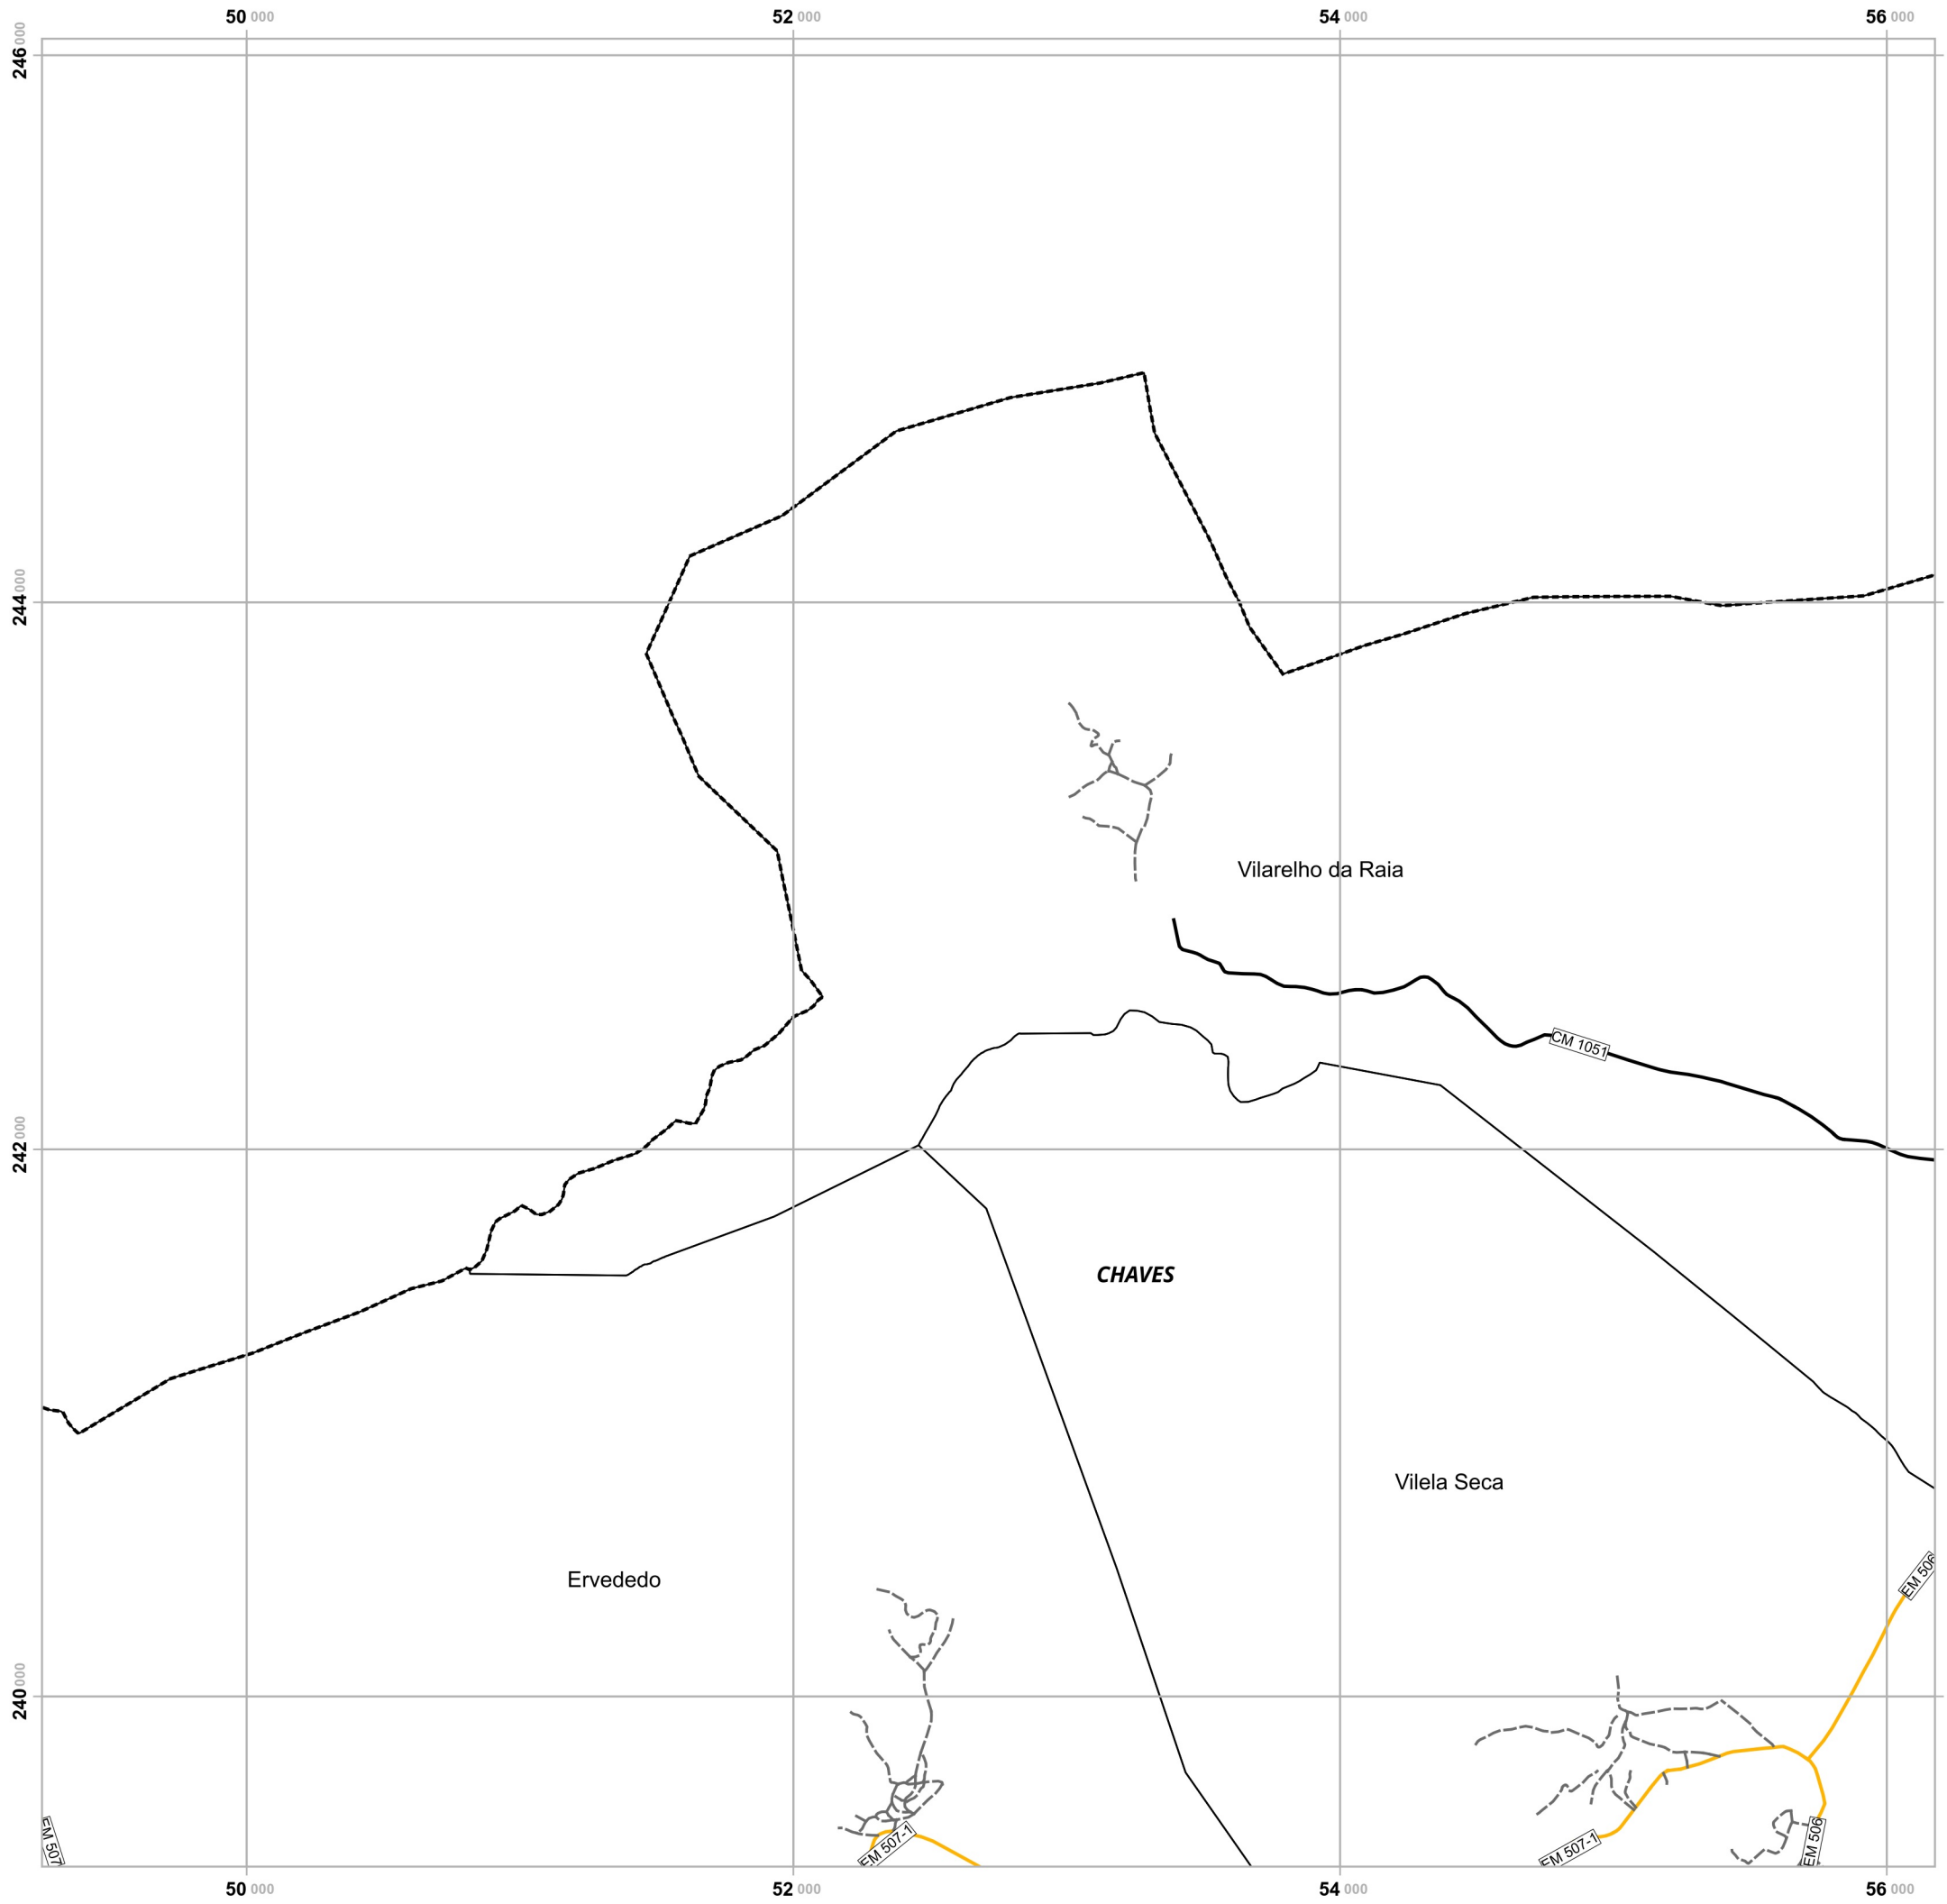 50 000
52 000
54 000
56 000
246 000
244 000
Vilarelho da Raia
CM 1051
242 000
CHAVES
Vilela Seca
Ervededo
EM 506
240 000
EM 507
EM 507-1
EM 507-1
EM 506
50 000
52 000
54 000
56 000